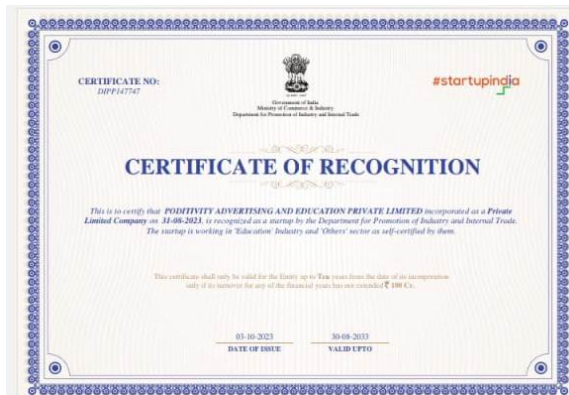 CERTIFICATE NO:
DIPP147747
#startupindia
Government of India
Ministry of Commerce & Industry
Department for Promotion of Industry and Internal Trade
CERTIFICATE OF RECOGNITION
This is to certify that PODITIVITY ADVERTISING AND EDUCATION PRIVATE LIMITED incorporated as a Private
Limited Company on 31-08-2023, is recognized as a startup by the Department for Promotion of Industry and Internal Trade.
The startup is working in 'Education' Industry and 'Others' sector as self-certified by them.
This certificate shall only be valid for the Entity up to Ten years from the date of its incorporation
only if its turnover for any of the financial years has not exceeded ₹ 100 Cr.
03-10-2023
30-08-2033
DATE OF ISSUE
VALID UPTO